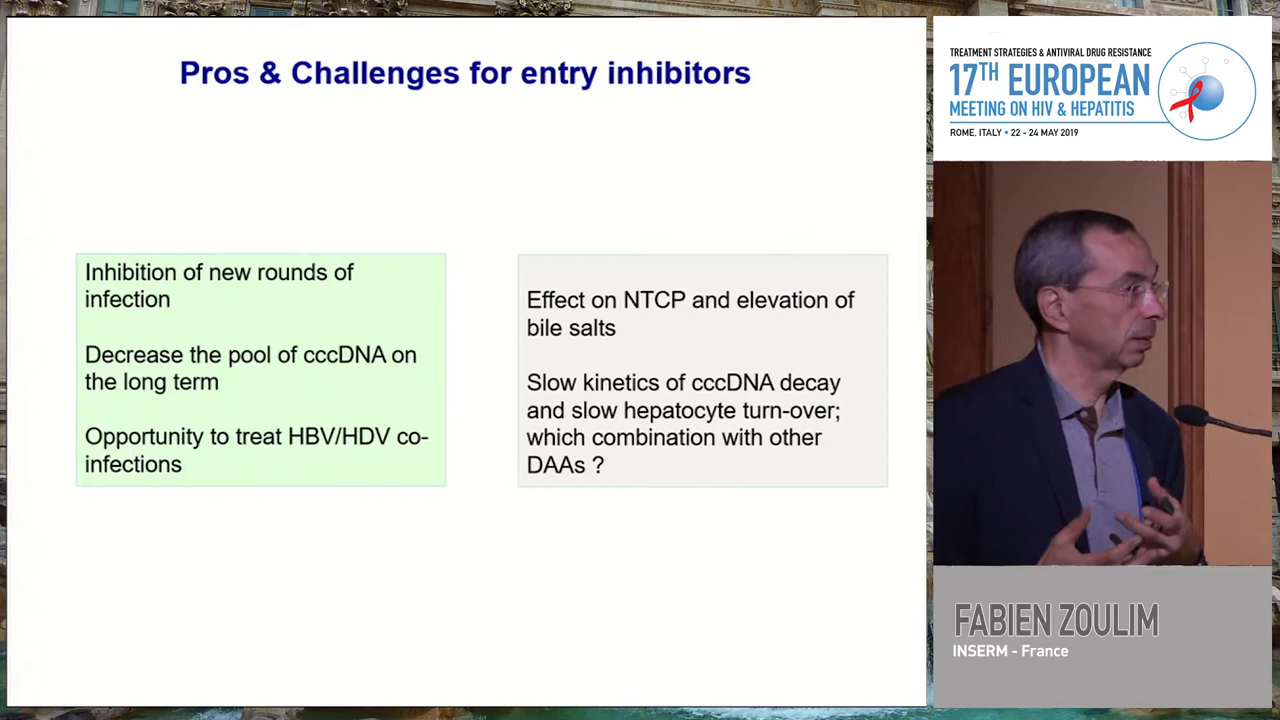 Pros & Challenges for entry inhibitors
Inhibition of new rounds of
infection
Decrease the pool of cccDNA on
the long term
Opportunity to treat HBV/HDV co-
infections
Effect on NTCP and elevation of
bile salts
Slow kinetics of cccDNA decay
and slow hepatocyte turn-over;
which combination with other
DAAs ?
TREATMENT STRATEGIES & ANTIVIRAL DRUG RESISTANCE
17TH EUROPEAN
MEETING ON HIV & HEPATITIS
ROME, ITALY • 22 - 24 MAY 2019
FABIEN ZOULIM
INSERM - France